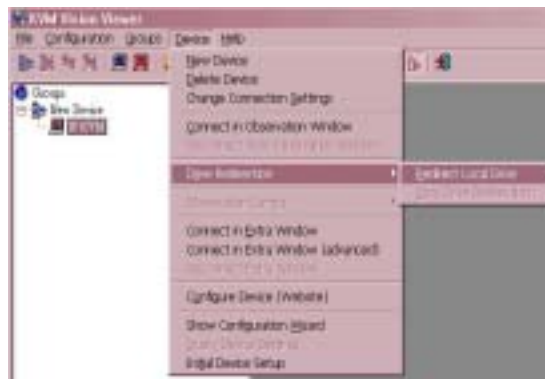 KVM Vision Viewer
File Configuration Groups Device Help
New Device
Delete Device
Change Connection Settings
Groups
New Device
Connect in Observation Window
Drive Redirection
Redirect Local Drive
Connect in Extra Window
Connect in Extra Window (advanced)
Configure Device (Website)
Show Configuration Wizard
Initial Device Setup